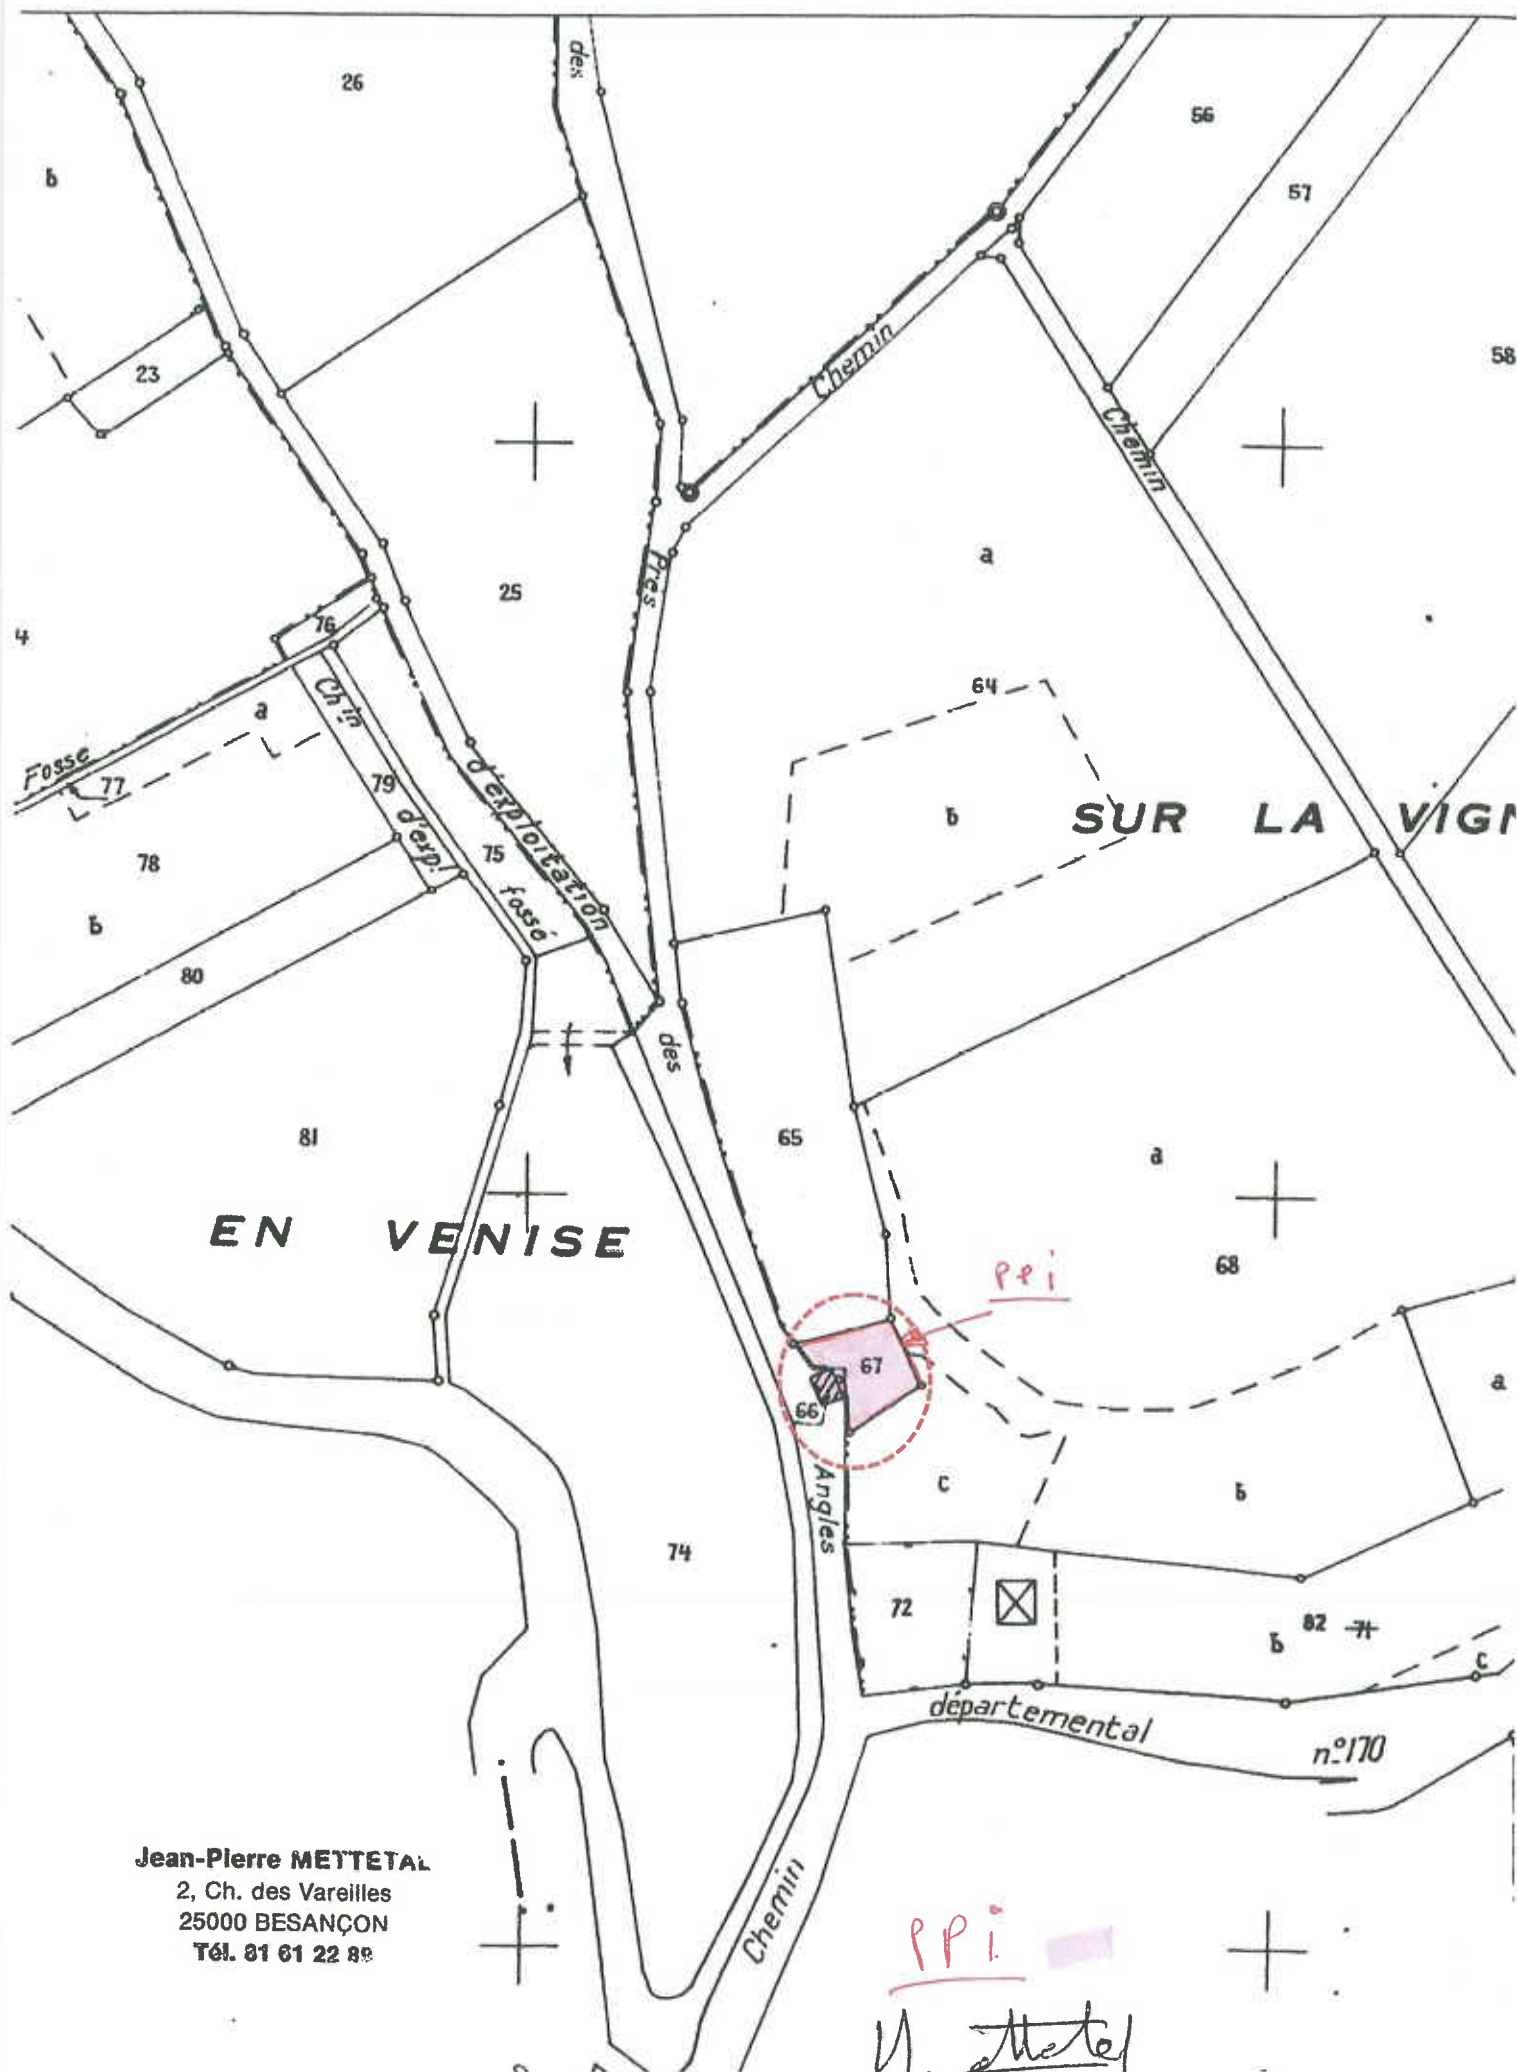 des
26
56
b
57
58
23
Chemin
Chemin
a
Prés
25
4
76
64
Ch.in
a
Fosse
77
79
d'exploitation
b
SUR LA VIGN
d'expl
75
78
fossé
b
80
des
81
65
a
EN VENISE
68
PPi
67
a
66
Angles
c
b
74
72
82 71
b
c
départemental
n°170
Jean-Pierre METTETAL
2, Ch. des Vareilles
25000 BESANÇON
Tél. 81 61 22 89
Chemin
PPi
Mettetal